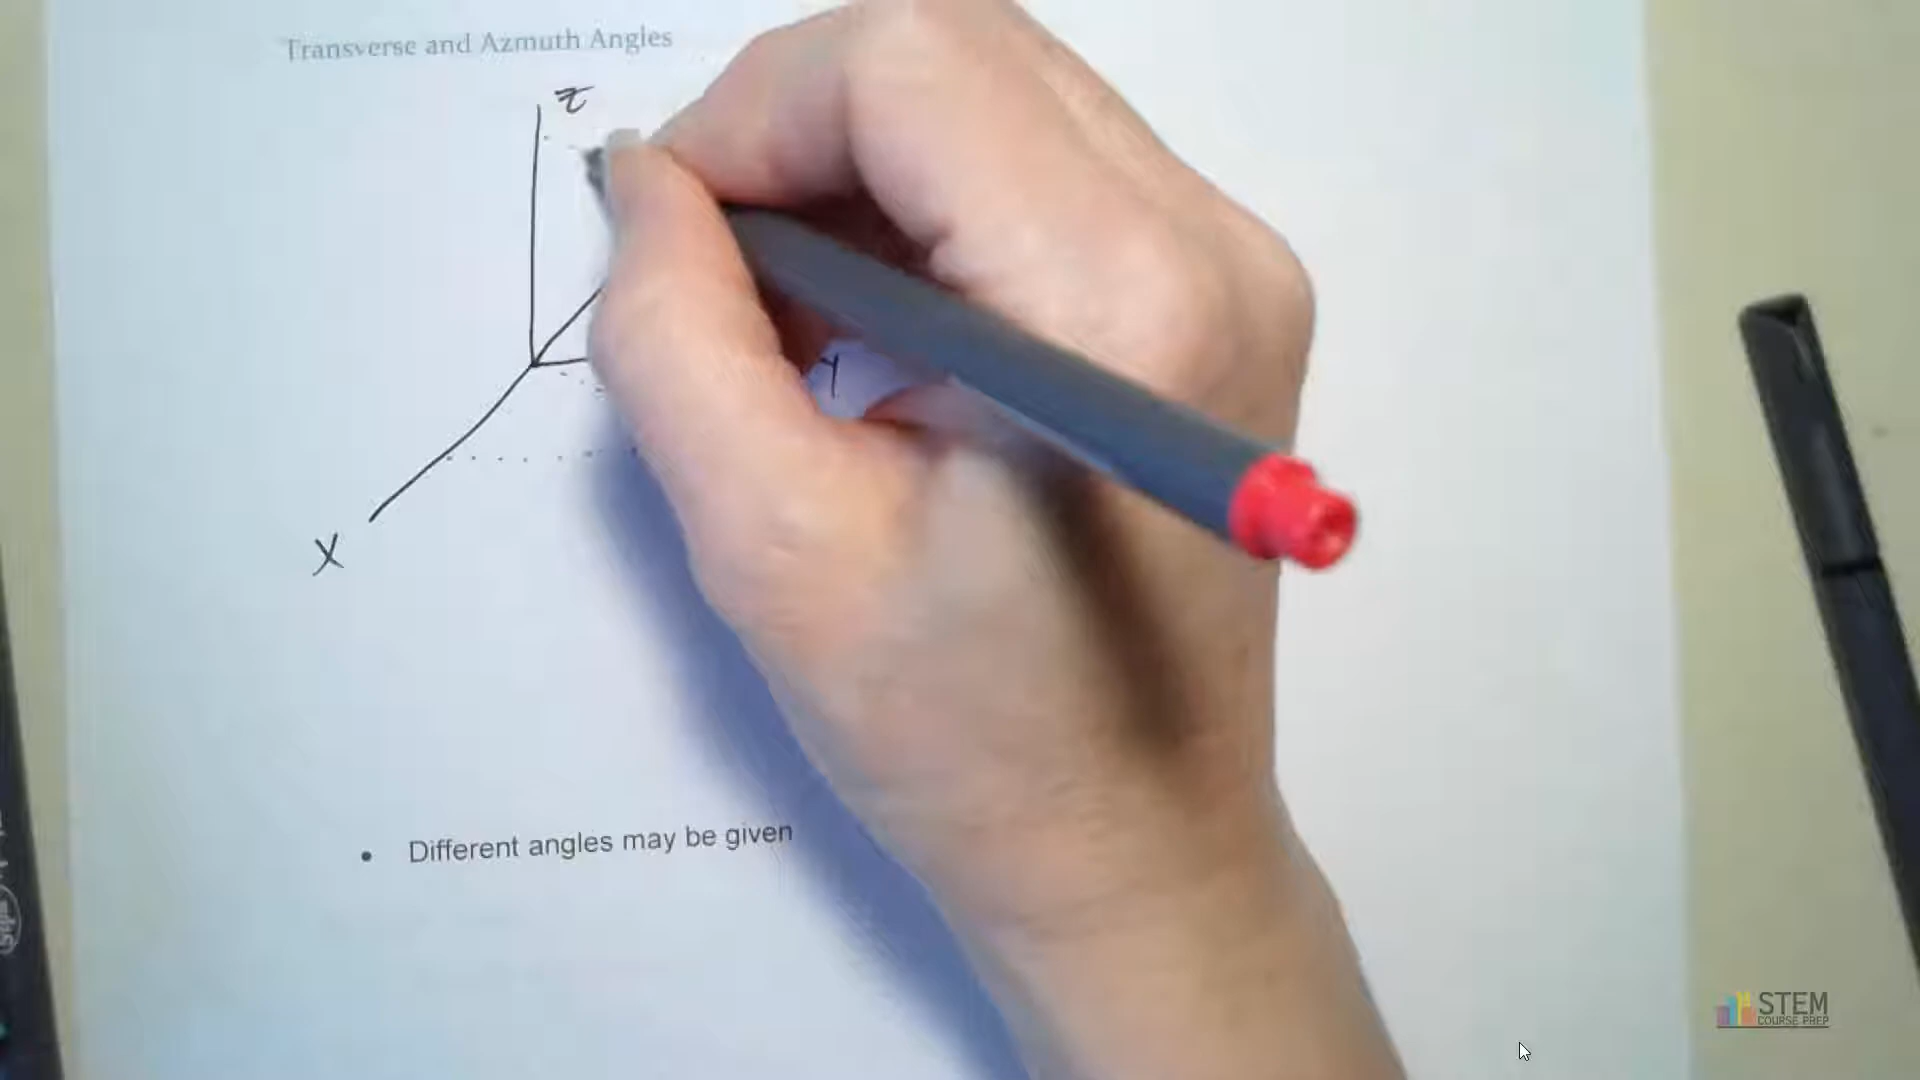 Transverse and Azmuth Angles
z
Y
X
• Different angles may be given
STEM
COURSE PREP